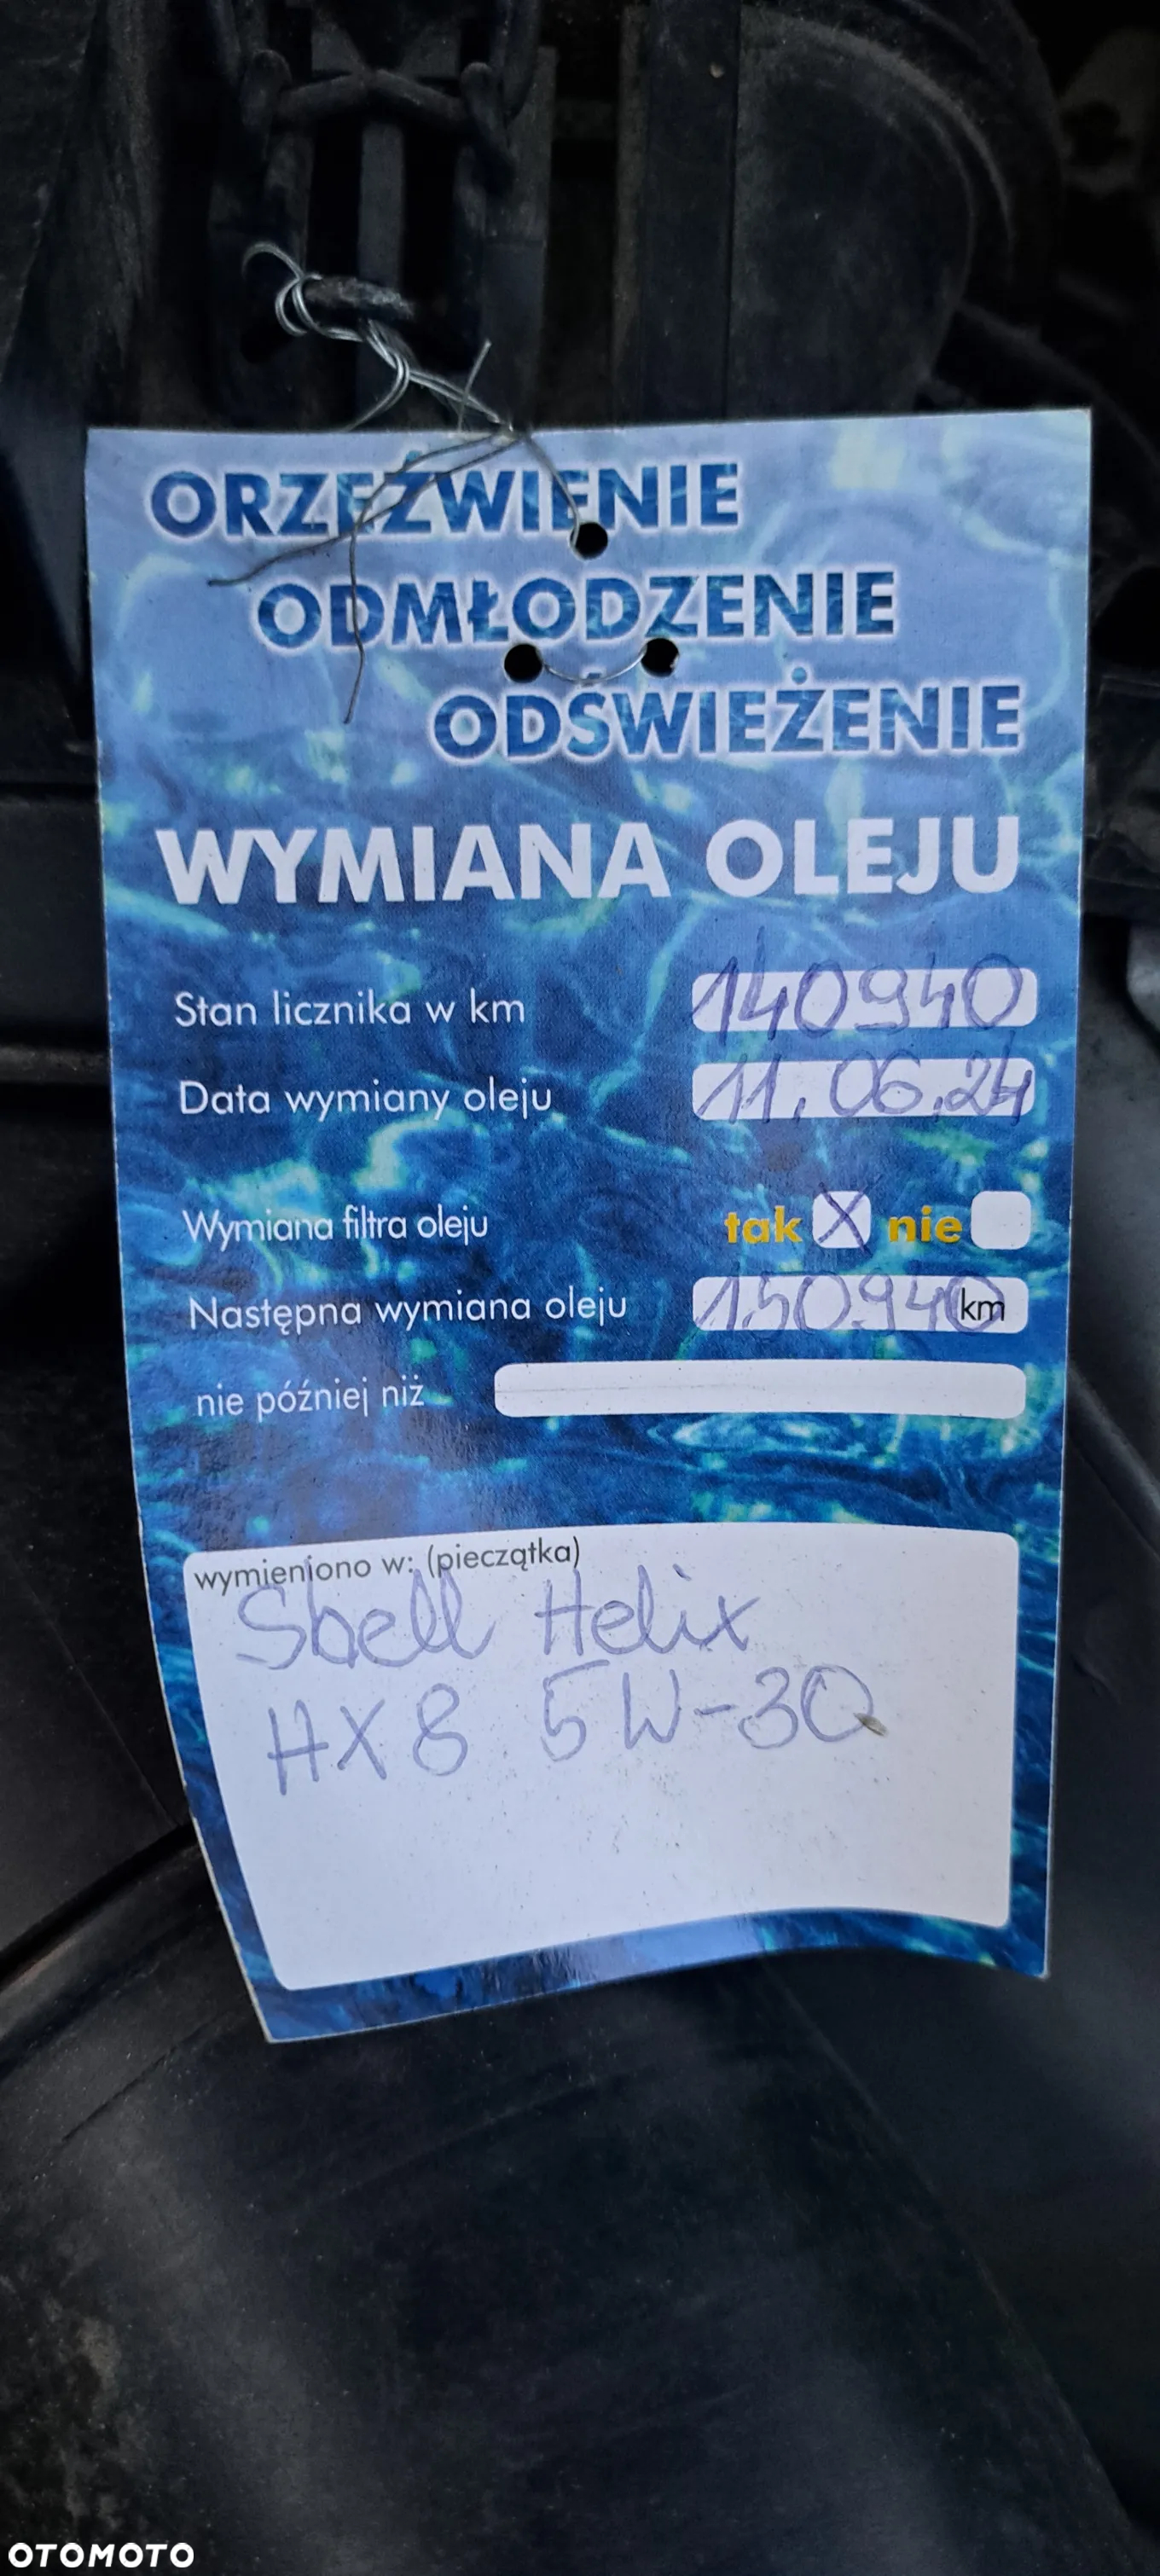 ORZEŹWIENIE
ODMŁODZENIE
ODŚWIEŻENIE
WYMIANA OLEJU
Stan licznika w km 140940
Data wymiany oleju 11.06.24
Wymiana filtra oleju tak X nie
Następna wymiana oleju 150940 km
nie później niż
wymieniono w: (pieczątka)
Shell Helix
HX8 5W-30
OTOMOTO